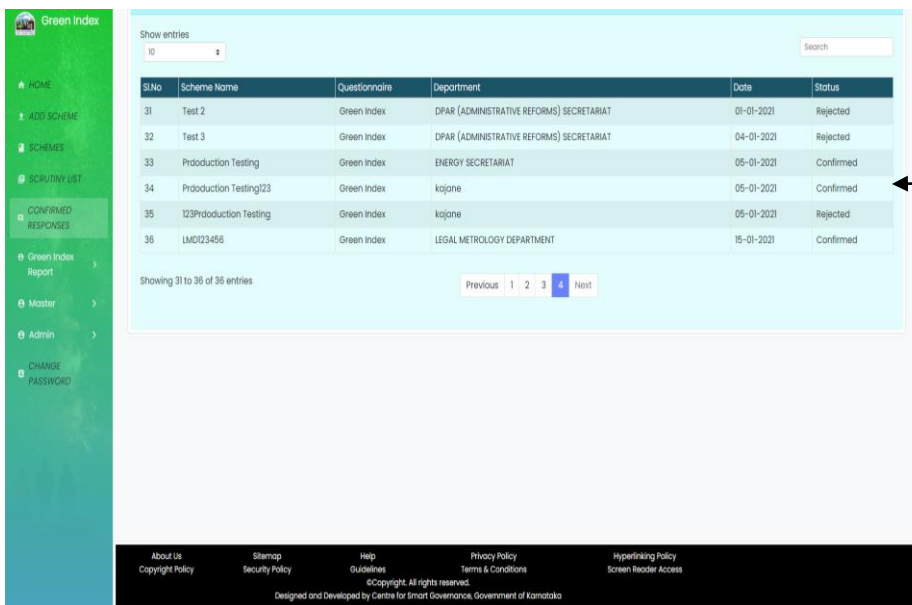 Green Index
HOME
ADD SCHEME
SCHEMES
SCRUTINY LIST
CONFIRMED
RESPONSES
Green Index
Report
Master
Admin
CHANGE
PASSWORD
Show entries
10
Search
Sl.No Scheme Name Questionnaire Department Date Status
31 Test 2 Green Index DPAR (ADMINISTRATIVE REFORMS) SECRETARIAT 01-01-2021 Rejected
32 Test 3 Green Index DPAR (ADMINISTRATIVE REFORMS) SECRETARIAT 04-01-2021 Rejected
33 Prdoduction Testing Green Index ENERGY SECRETARIAT 05-01-2021 Confirmed
34 Prdoduction Testing123 Green Index kajane 05-01-2021 Confirmed
35 123Prdoduction Testing Green Index kajane 05-01-2021 Rejected
36 LMD123456 Green Index LEGAL METROLOGY DEPARTMENT 15-01-2021 Confirmed
Showing 31 to 36 of 36 entries
Previous 1 2 3 4 Next
About Us Sitemap Help Privacy Policy Hyperlinking Policy
Copyright Policy Security Policy Guidelines Terms & Conditions Screen Reader Access
©Copyright. All rights reserved.
Designed and Developed by Centre for Smart Governance, Government of Karnataka